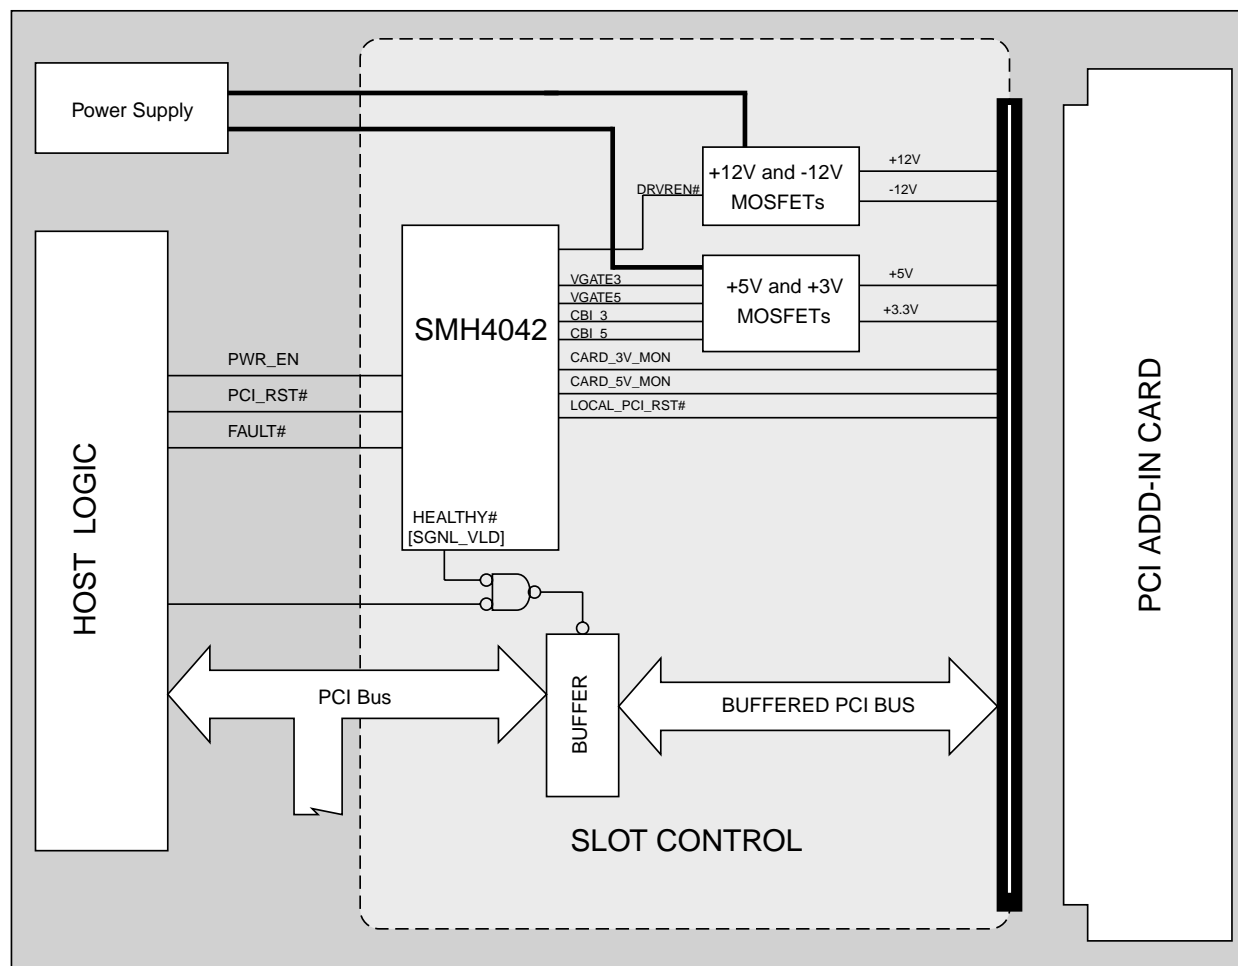 Power Supply
+12V and -12V
MOSFETs
+12V
-12V
DRVREN#
+5V and +3V
MOSFETs
+5V
+3.3V
VGATE3
VGATE5
CBI_3
CBI_5
SMH4042
CARD_3V_MON
CARD_5V_MON
LOCAL_PCI_RST#
PWR_EN
PCI_RST#
FAULT#
HEALTHY#
[SGNL_VLD]
HOST LOGIC
PCI Bus
BUFFER
BUFFERED PCI BUS
SLOT CONTROL
PCI ADD-IN CARD